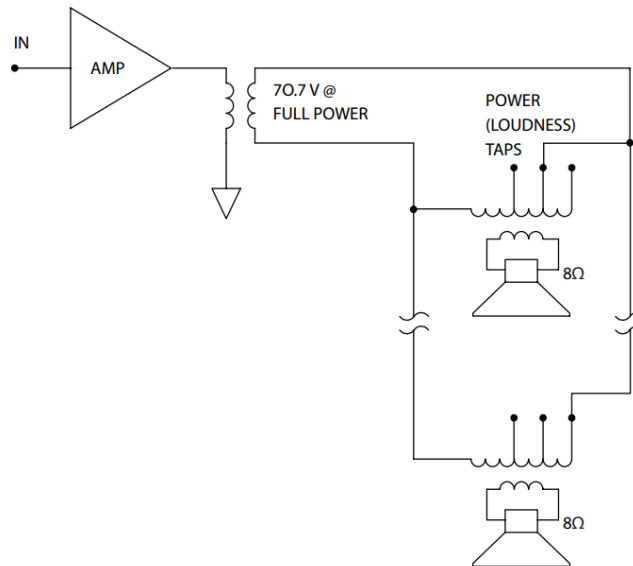 IN
AMP
70.7 V @
FULL POWER
POWER
(LOUDNESS)
TAPS
8Ω
8Ω